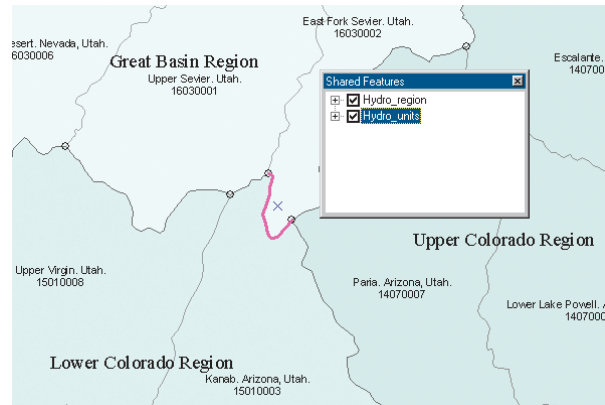 East Fork Sevier. Utah.
16030002
esert. Nevada, Utah.
16030006
Great Basin Region
Upper Sevier. Utah.
16030001
Escalante.
140700
Shared Features
Hydro_region
Hydro_units
Upper Colorado Region
Upper Virgin. Utah.
15010008
Paria. Arizona, Utah.
14070007
Lower Lake Powell. A
1407000
Lower Colorado Region
Kanab. Arizona, Utah.
15010003